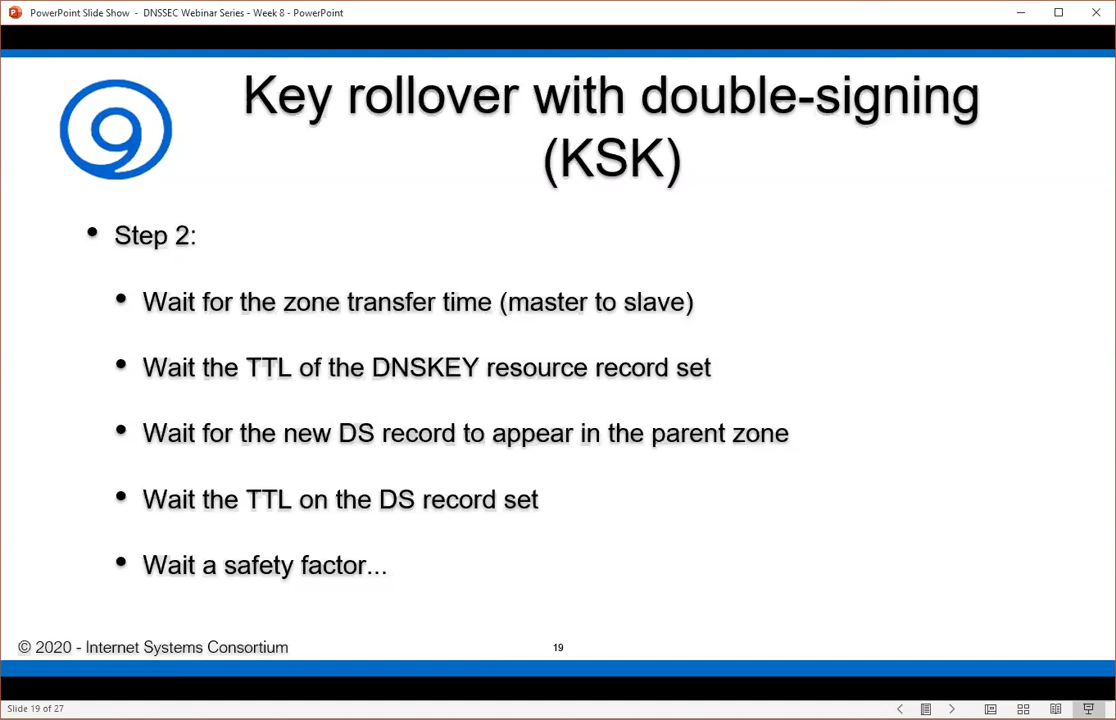 PowerPoint Slide Show - DNSSEC Webinar Series - Week 8 - PowerPoint
Key rollover with double-signing
(KSK)
• Step 2:
• Wait for the zone transfer time (master to slave)
• Wait the TTL of the DNSKEY resource record set
• Wait for the new DS record to appear in the parent zone
• Wait the TTL on the DS record set
• Wait a safety factor...
© 2020 - Internet Systems Consortium
19
Slide 19 of 27